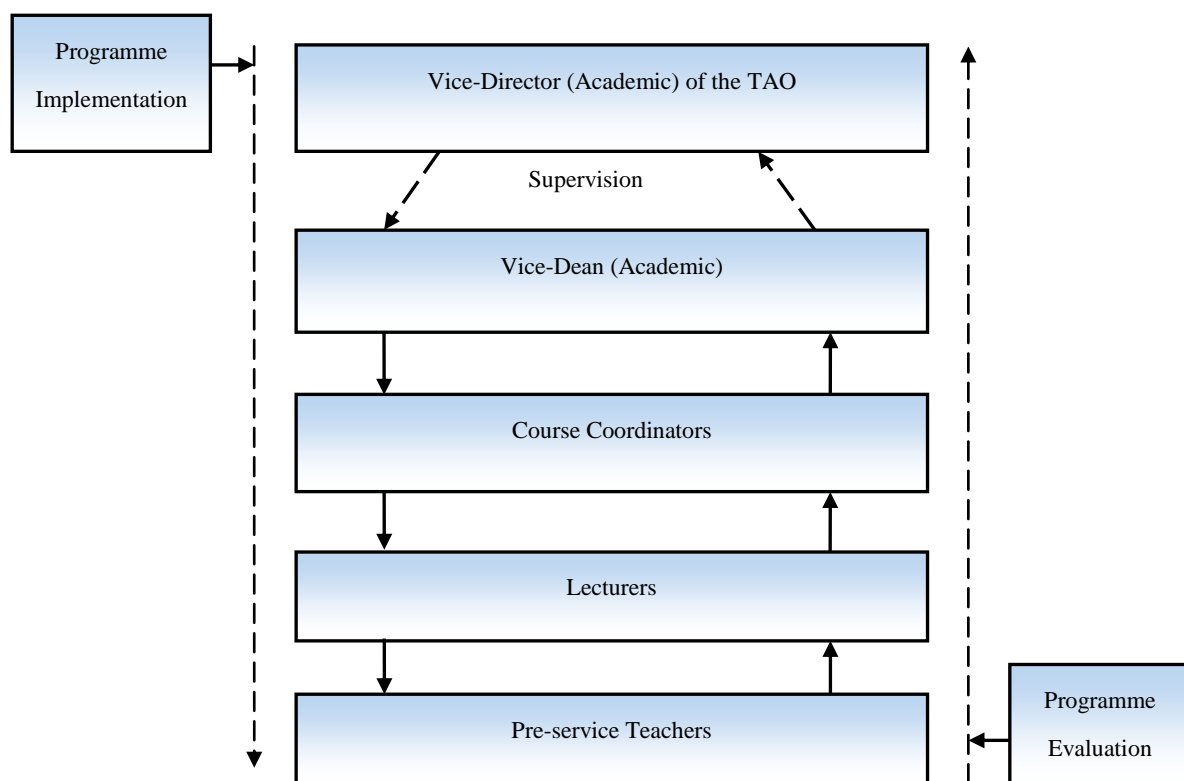 Programme
Implementation
Vice-Director (Academic) of the TAO
Supervision
Vice-Dean (Academic)
Course Coordinators
Lecturers
Pre-service Teachers
Programme
Evaluation